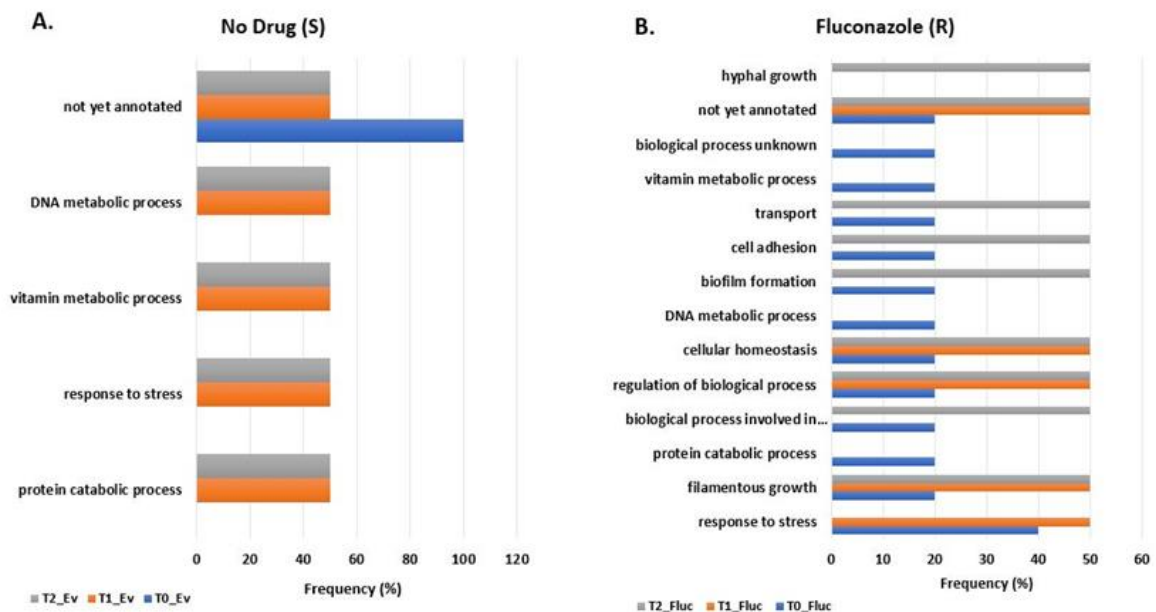 A.
No Drug (S)
not yet annotated
DNA metabolic process
vitamin metabolic process
response to stress
protein catabolic process
0 20 40 60 80 100 120
Frequency (%)
T2_Ev T1_Ev T0_Ev
B.
Fluconazole (R)
hyphal growth
not yet annotated
biological process unknown
vitamin metabolic process
transport
cell adhesion
biofilm formation
DNA metabolic process
cellular homeostasis
regulation of biological process
biological process involved in...
protein catabolic process
filamentous growth
response to stress
0 10 20 30 40 50 60
Frequency (%)
T2_Fluc T1_Fluc T0_Fluc